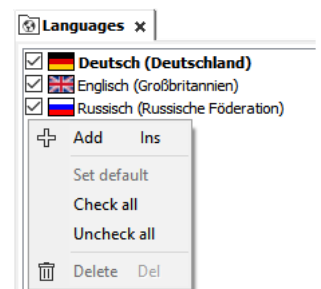 Languages
Deutsch (Deutschland)
Englisch (Großbritannien)
Russisch (Russische Föderation)
Add Ins
Set default
Check all
Uncheck all
Delete Del